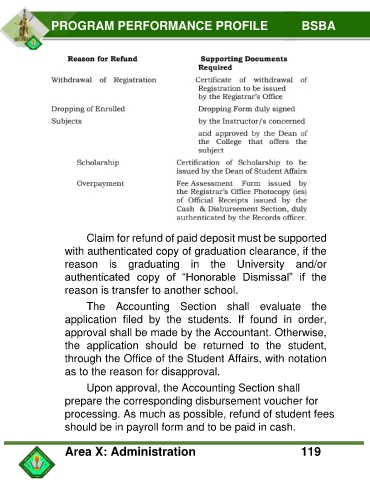 PROGRAM PERFORMANCE PROFILE BSBA
Reason for Refund Supporting Documents
Required
Withdrawal of Registration Certificate of withdrawal of
Registration to be issued
by the Registrar's Office
Dropping of Enrolled Dropping Form duly signed
Subjects by the Instructor/s concerned
and approved by the Dean of
the College that offers the
subject
Scholarship Certification of Scholarship to be
issued by the Dean of Student Affairs
Overpayment Fee Assessment Form issued by
the Registrar's Office Photocopy (ies)
of Official Receipts issued by the
Cash & Disbursement Section, duly
authenticated by the Records officer.
Claim for refund of paid deposit must be supported
with authenticated copy of graduation clearance, if the
reason is graduating in the University and/or
authenticated copy of “Honorable Dismissal” if the
reason is transfer to another school.
The Accounting Section shall evaluate the
application filed by the students. If found in order,
approval shall be made by the Accountant. Otherwise,
the application should be returned to the student,
through the Office of the Student Affairs, with notation
as to the reason for disapproval.
Upon approval, the Accounting Section shall
prepare the corresponding disbursement voucher for
processing. As much as possible, refund of student fees
should be in payroll form and to be paid in cash.
Area X: Administration 119